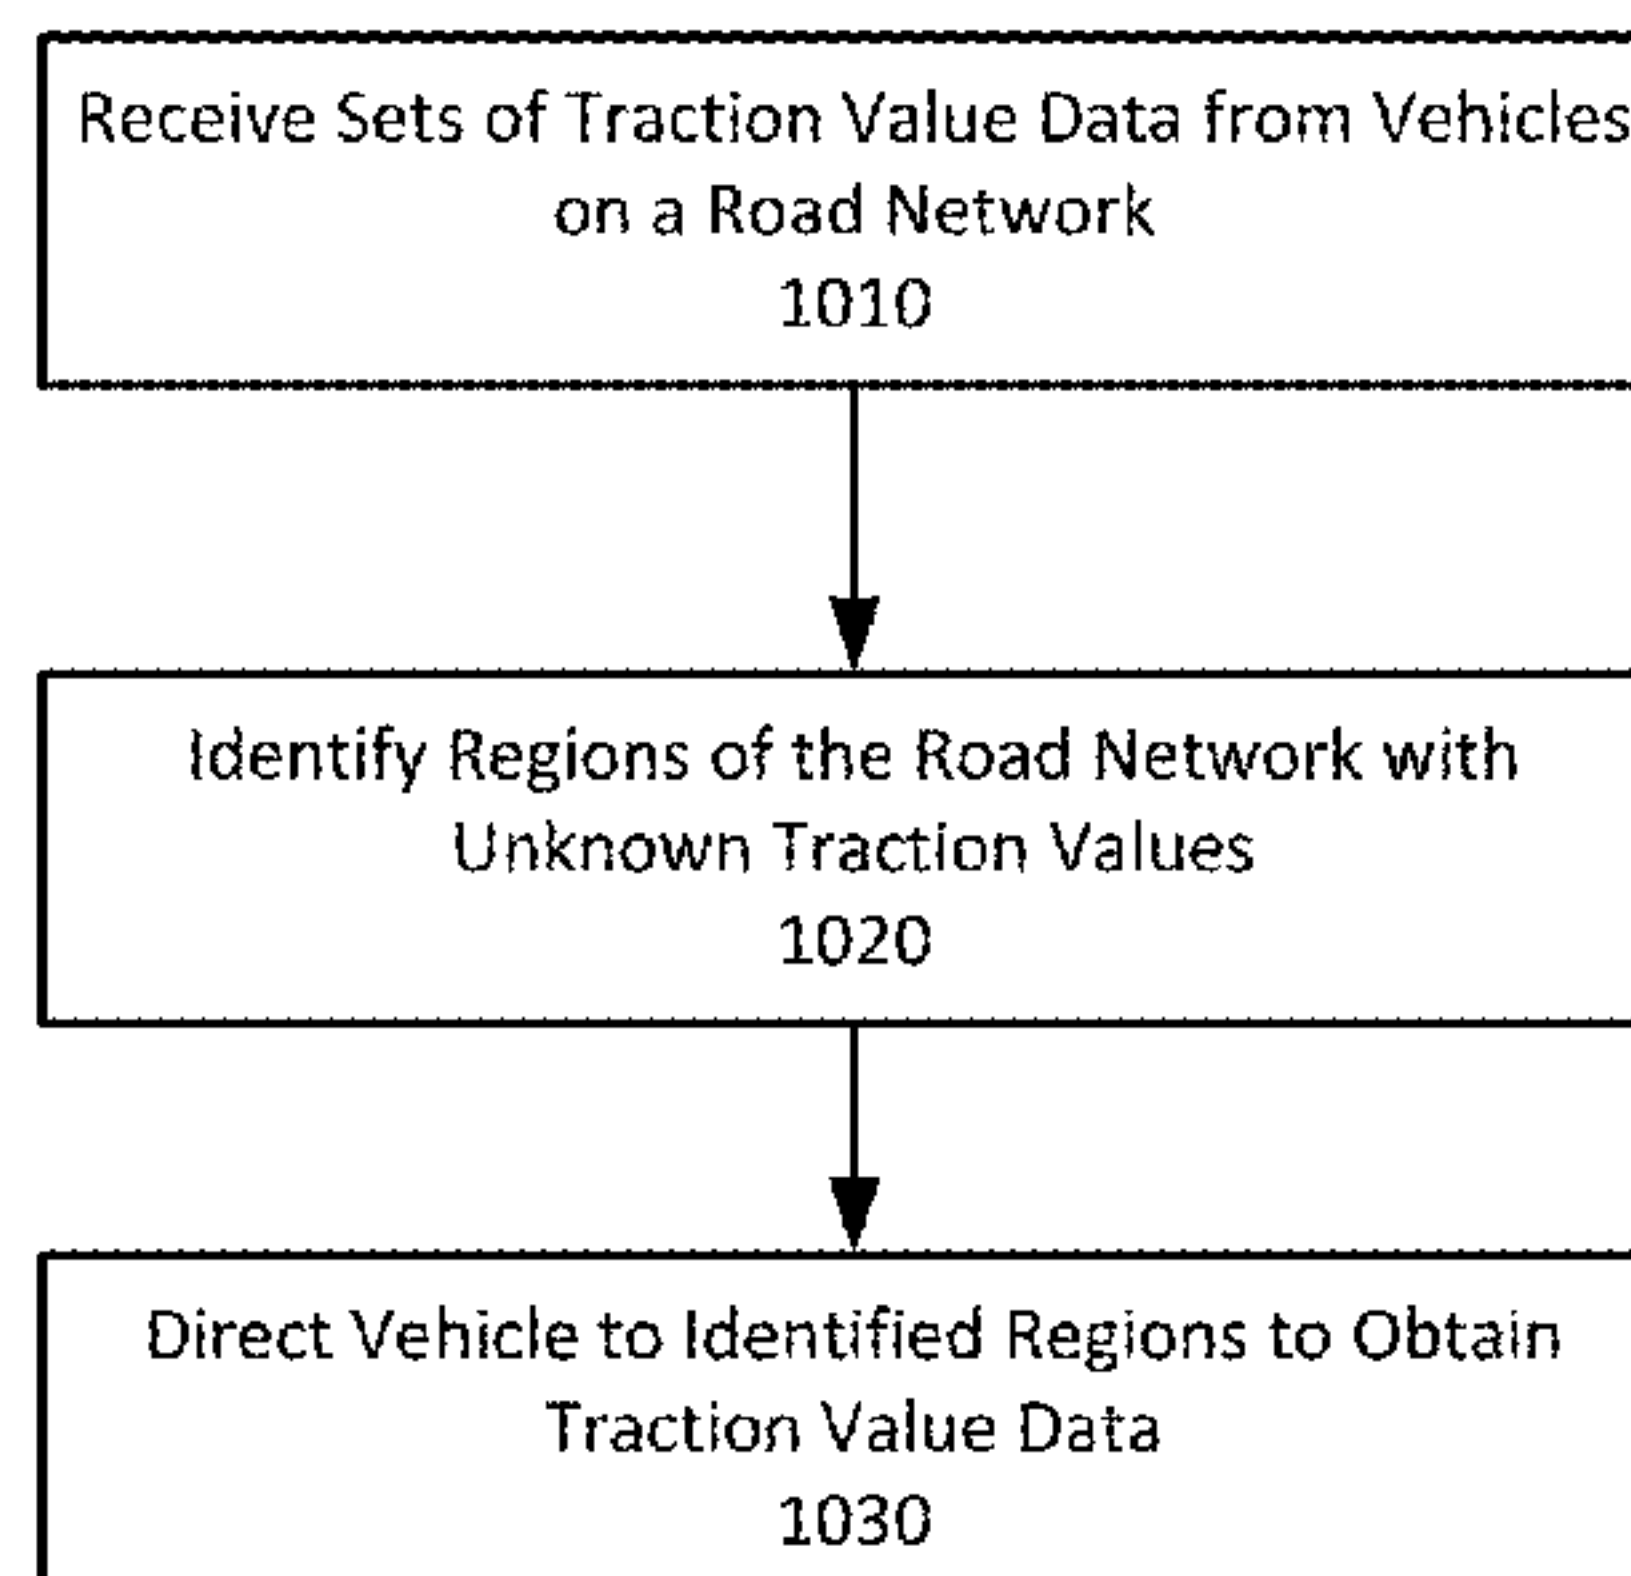 Receive Sets of Traction Value Data from Vehicles
on a Road Network
1010
Identify Regions of the Road Network with
Unknown Traction Values
1020
Direct Vehicle to Identified Regions to Obtain
Traction Value Data
1030